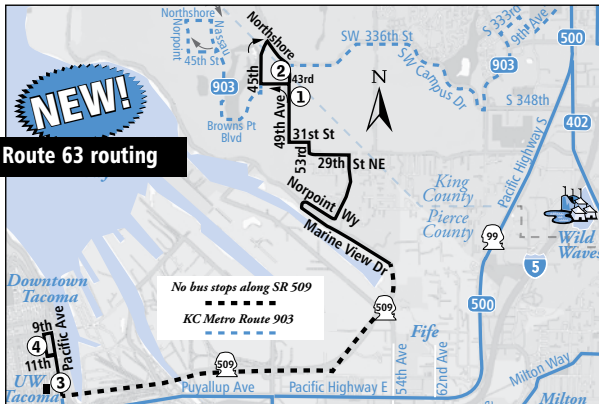 Northshore
Norpoint
Nassau
45th St
903
Browns Pt
Blvd
NEW!
Route 63 routing
Northshore
45th
2
43rd
1
49th Ave
31st St
53rd
29th St NE
Norpoint Wy
Marine View Dr
SW 336th St
SW Campus Dr
N
S 333rd
9th Ave
903
S 348th
500
402
Pacific Highway S
King
County
Pierce
County
99
Wild
Waves
5
500
No bus stops along SR 509
KC Metro Route 903
509
Fife
Downtown
Tacoma
9th
4
11th
Pacific Ave
UW
Tacoma
3
509
Puyallup Ave
Pacific Highway E
54th Ave
62nd Ave
Milton Way
Milton